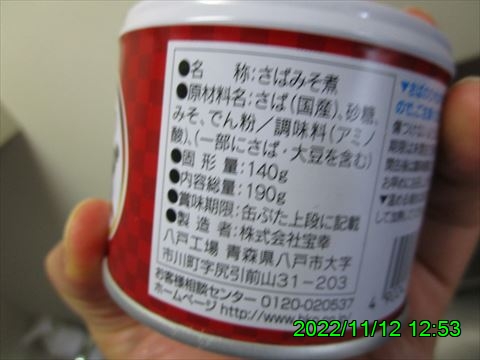 ●名　　称:さばみそ煮
●原材料名:さば(国産)、砂糖、
みそ、でん粉／調味料(アミノ
酸)、(一部にさば・大豆を含む)
●固 形 量:140g
●内容総量:190g
●賞味期限:缶ぶた上段に記載
●製 造 者:株式会社宝幸
八戸工場 青森県八戸市大字
市川町字尻引前山31-203
お客様相談センター 0120-020537
ホームページ http://www.
2022/11/12 12:53